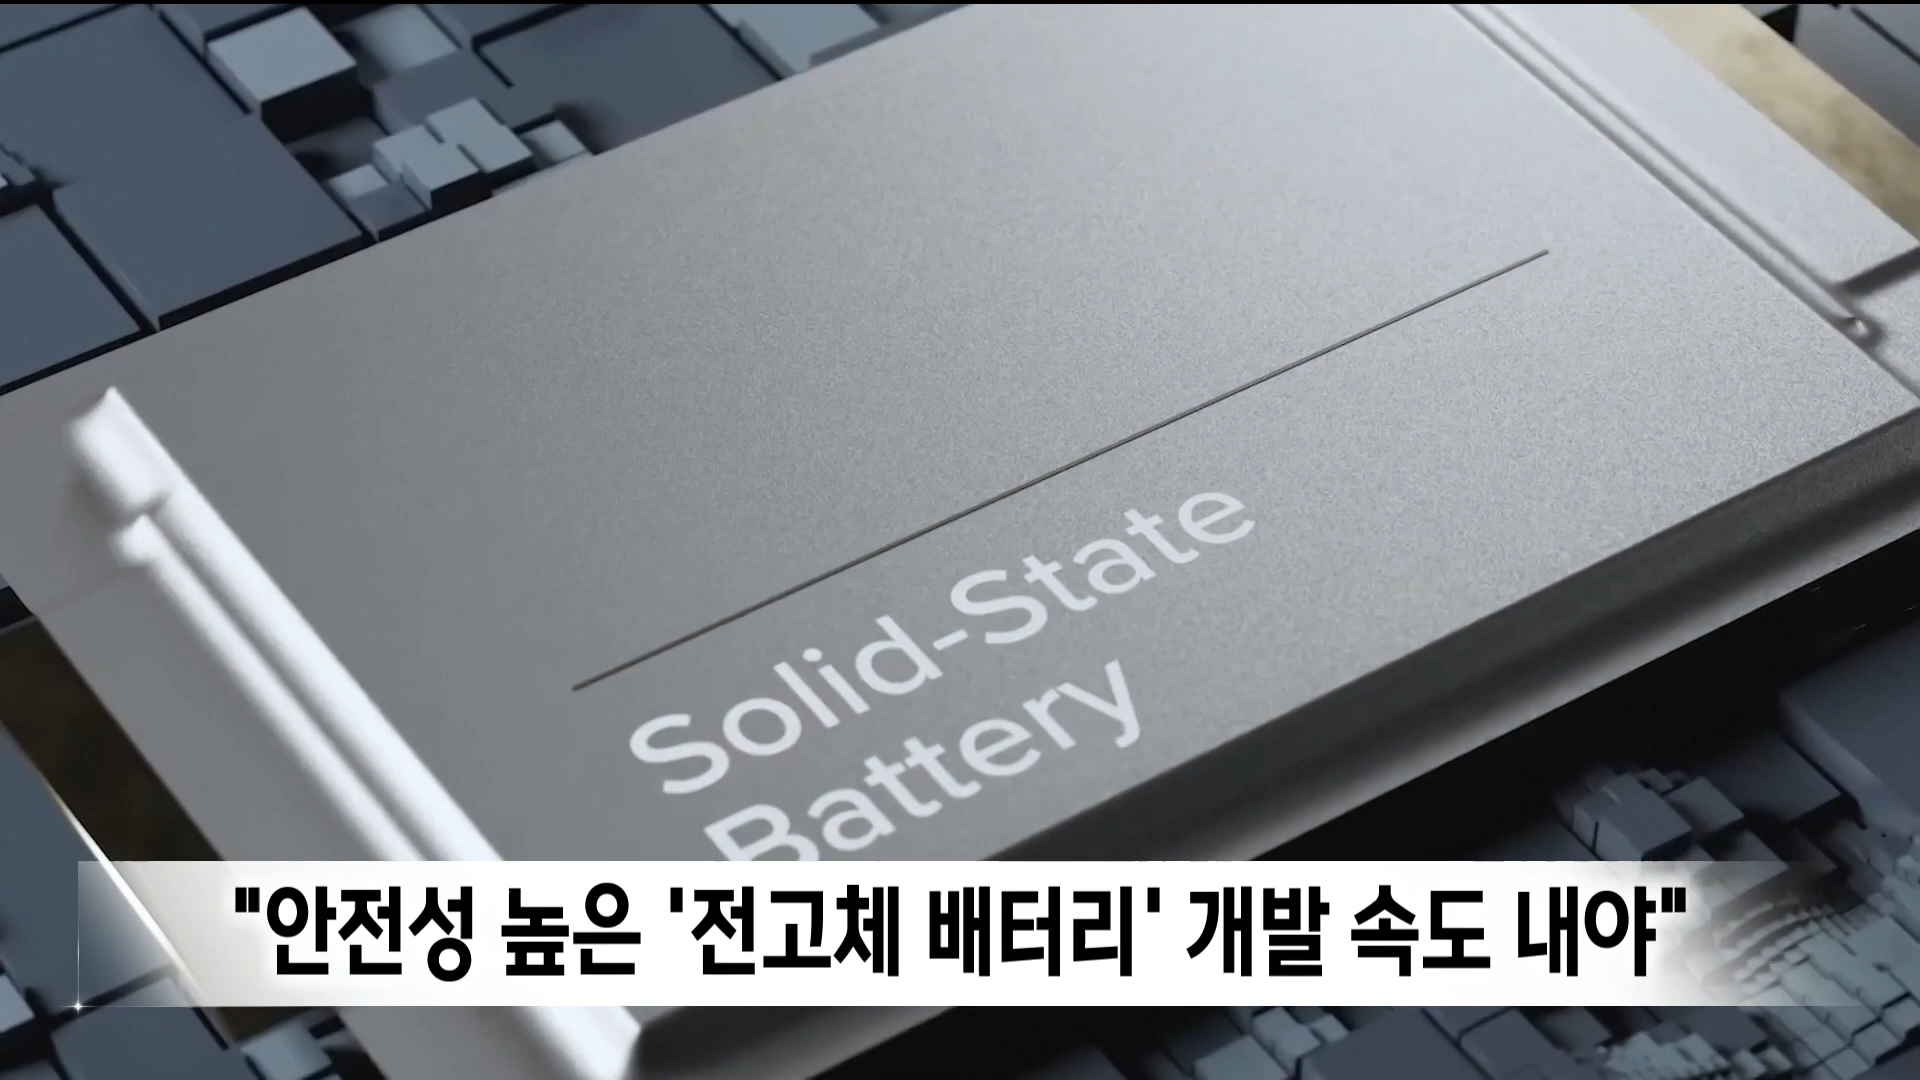 Solid-State
Battery
"안전성 높은 '전고체 배터리' 개발 속도 내야"